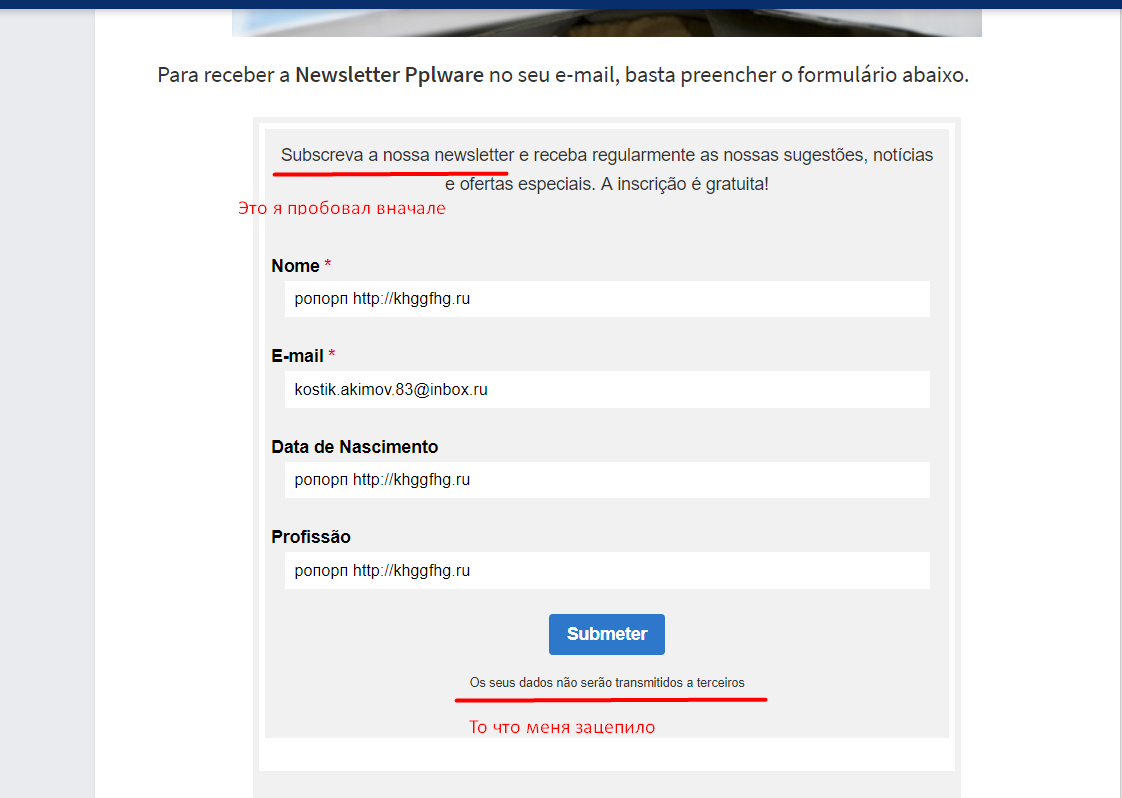 Para receber a Newsletter Pplware no seu e-mail, basta preencher o formulário abaixo.
Subscreva a nossa newsletter e receba regularmente as nossas sugestões, notícias
e ofertas especiais. A inscrição é gratuita!
Это я пробовал вначале
Nome *
ропорп http://khggfhg.ru
E-mail *
kostik.akimov.83@inbox.ru
Data de Nascimento
ропорп http://khggfhg.ru
Profissão
ропорп http://khggfhg.ru
Submeter
Os seus dados não serão transmitidos a terceiros
То что меня зацепило